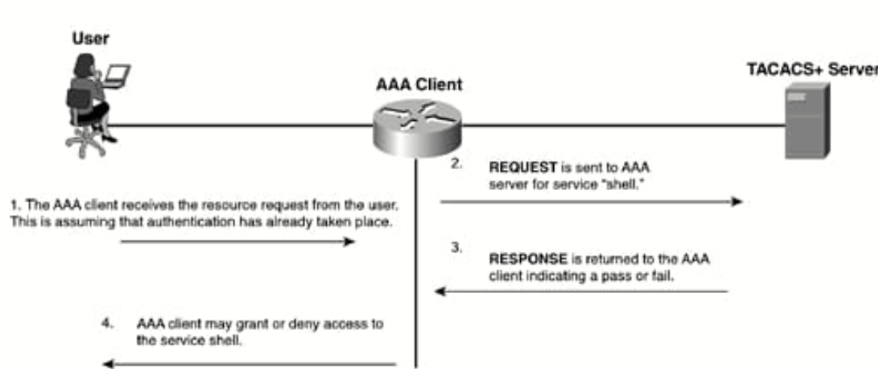 User
AAA Client
TACACS+ Server
1. The AAA client receives the resource request from the user.
This is assuming that authentication has already taken place.
2. REQUEST is sent to AAA
server for service "shell."
3. RESPONSE is returned to the AAA
client indicating a pass or fail.
4. AAA client may grant or deny access to
the service shell.